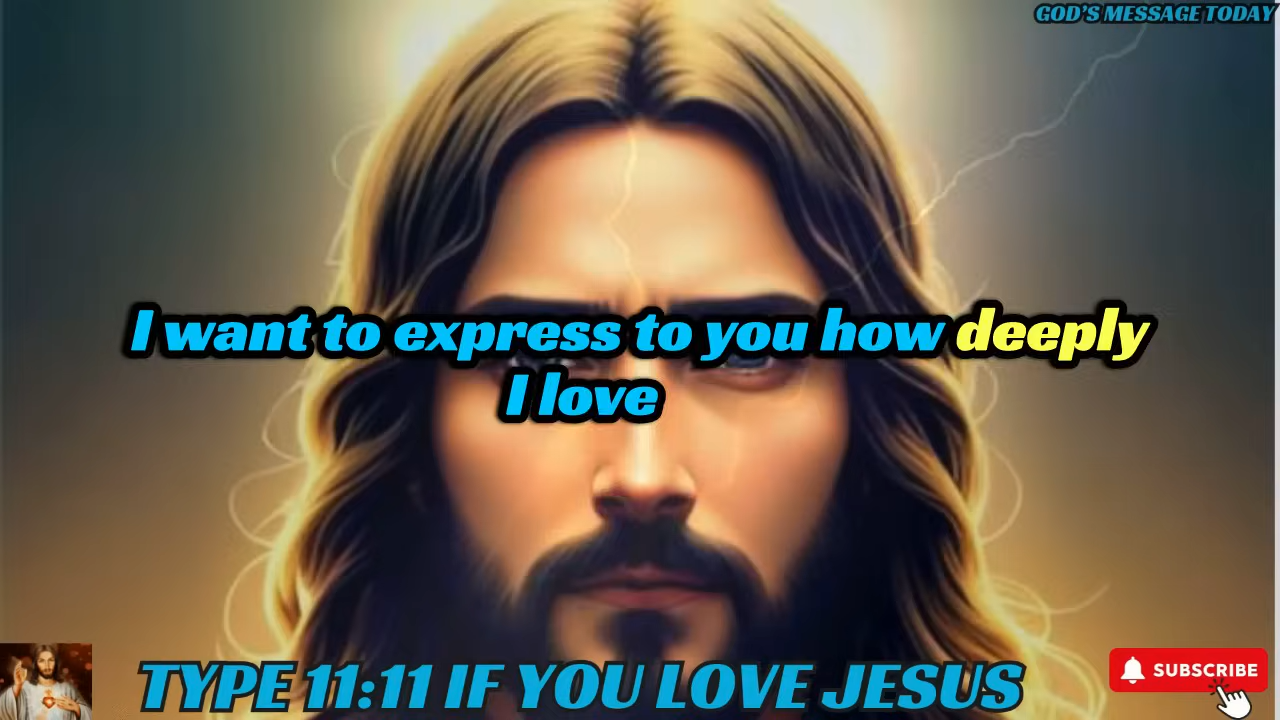 GOD'S MESSAGE TODAY
I want to express to you how deeply
I love
TYPE 11:11 IF YOU LOVE JESUS
SUBSCRIBE